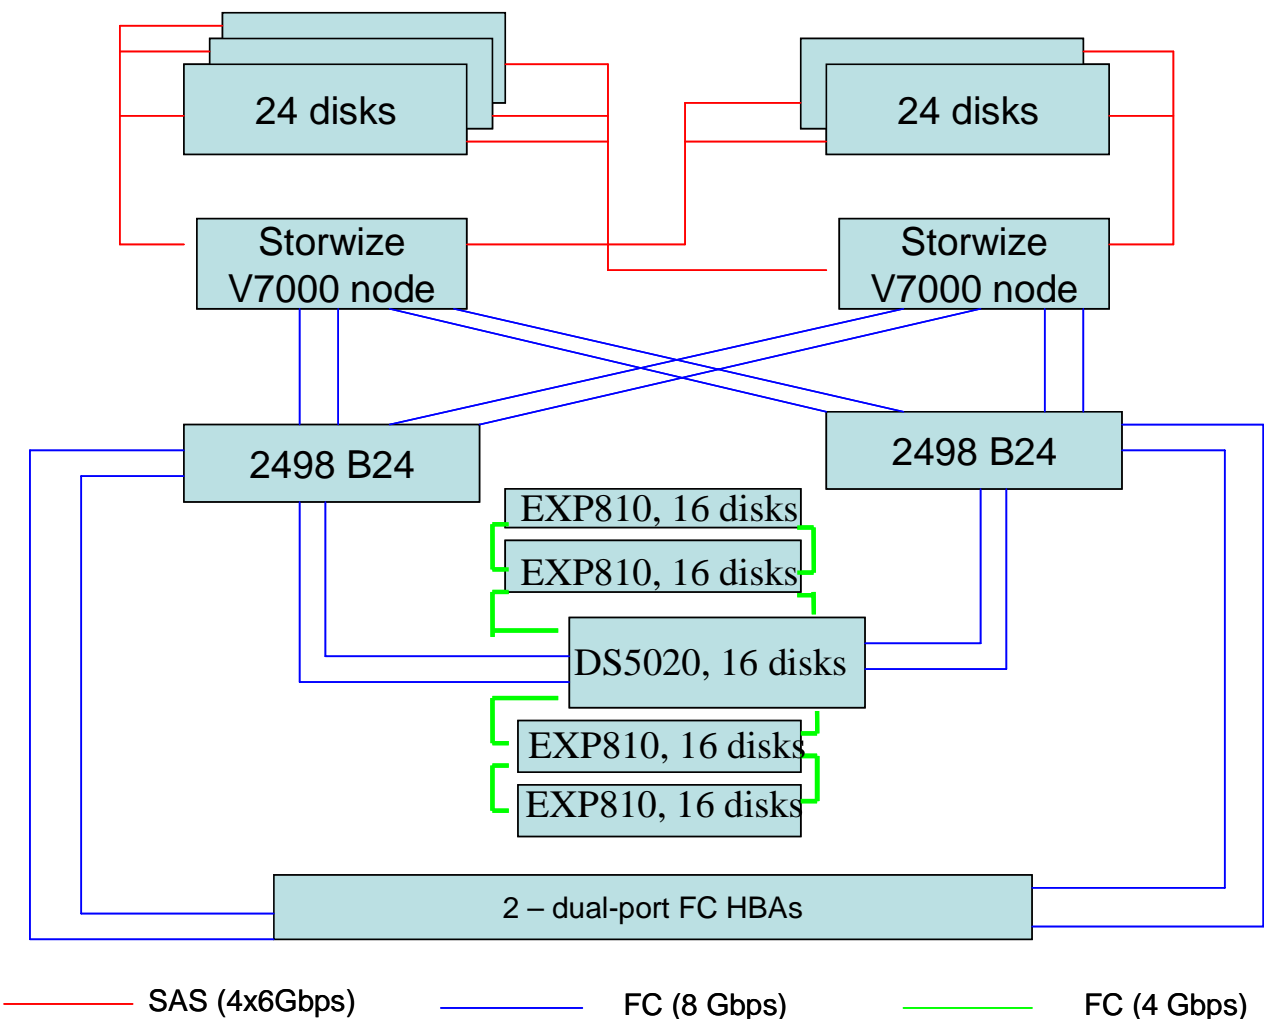 24 disks
24 disks
Storwize
V7000 node
Storwize
V7000 node
2498 B24
2498 B24
EXP810, 16 disks
EXP810, 16 disks
DS5020, 16 disks
EXP810, 16 disks
EXP810, 16 disks
2 – dual-port FC HBAs
SAS (4x6Gbps)
FC (8 Gbps)
FC (4 Gbps)